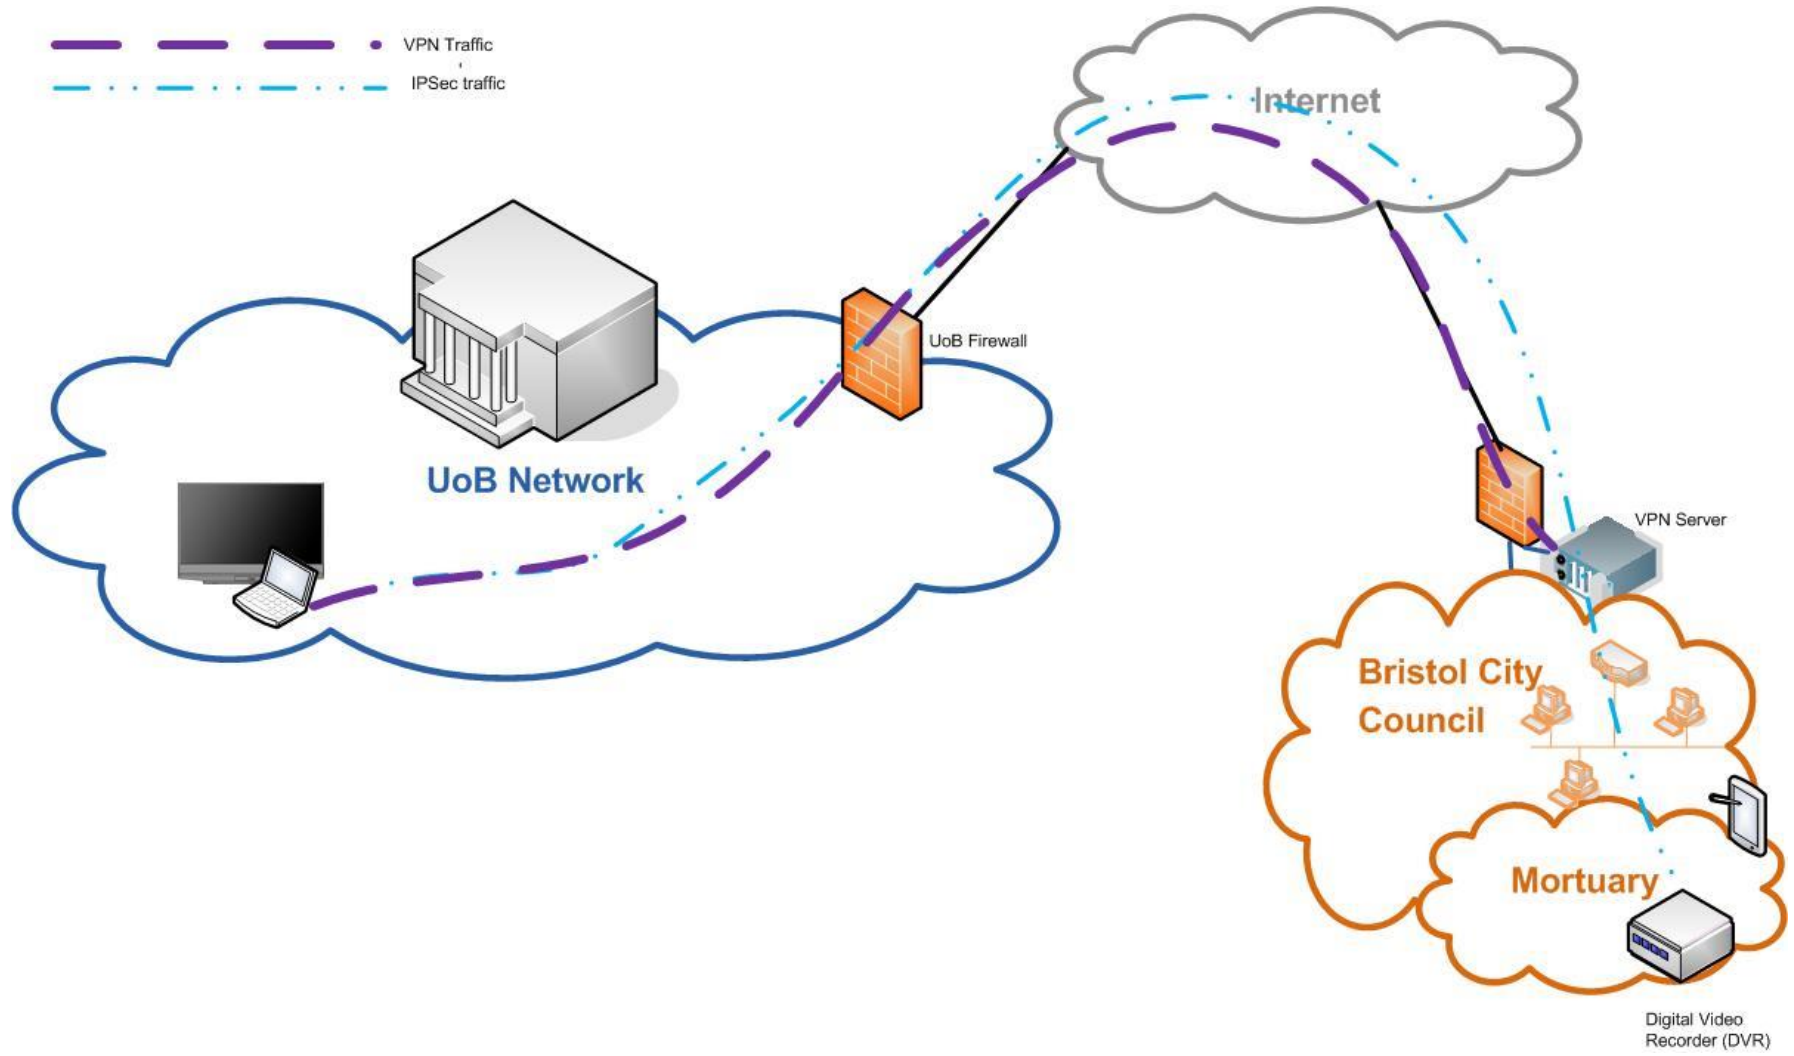 VPN Traffic
IPSec traffic
Internet
UoB Firewall
UoB Network
VPN Server
Bristol City
Council
Mortuary
Digital Video
Recorder (DVR)